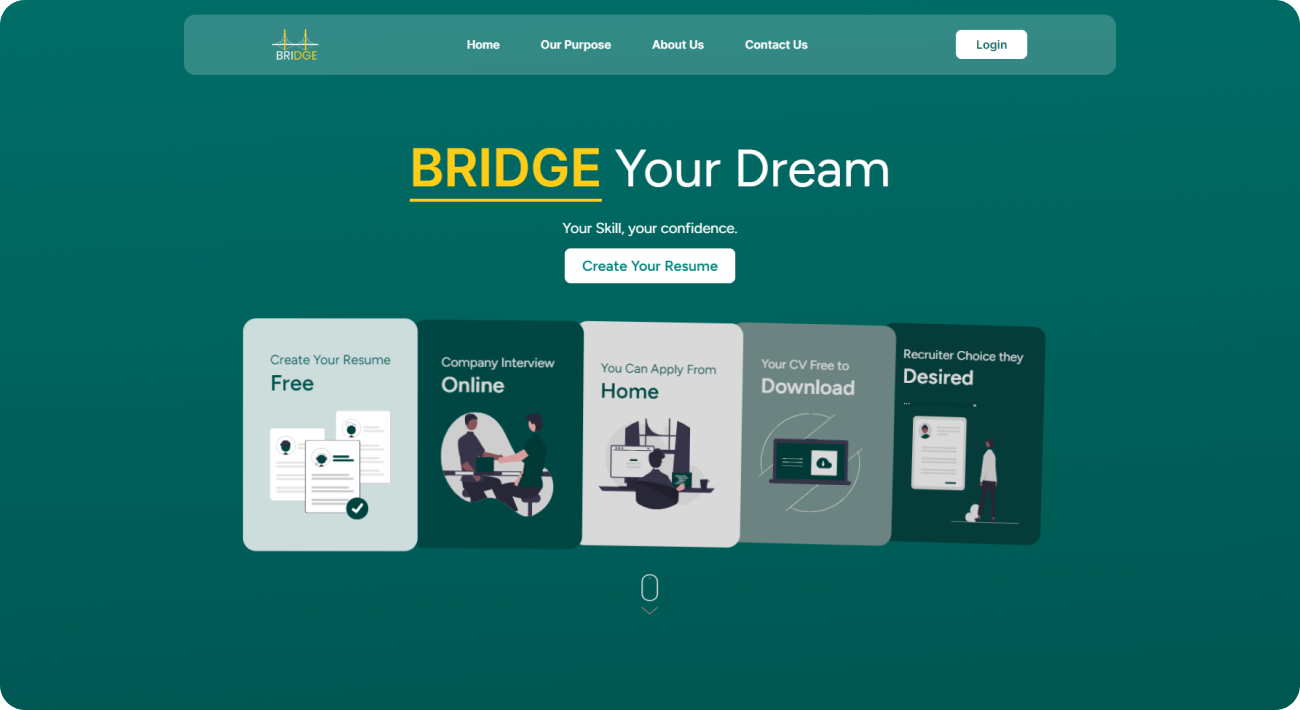 BRIDGE
Home
Our Purpose
About Us
Contact Us
Login
BRIDGE Your Dream
Your Skill, your confidence.
Create Your Resume
Create Your Resume
Free
Company Interview
Online
You Can Apply From
Home
Your CV Free to
Download
Recruiter Choice they
Desired